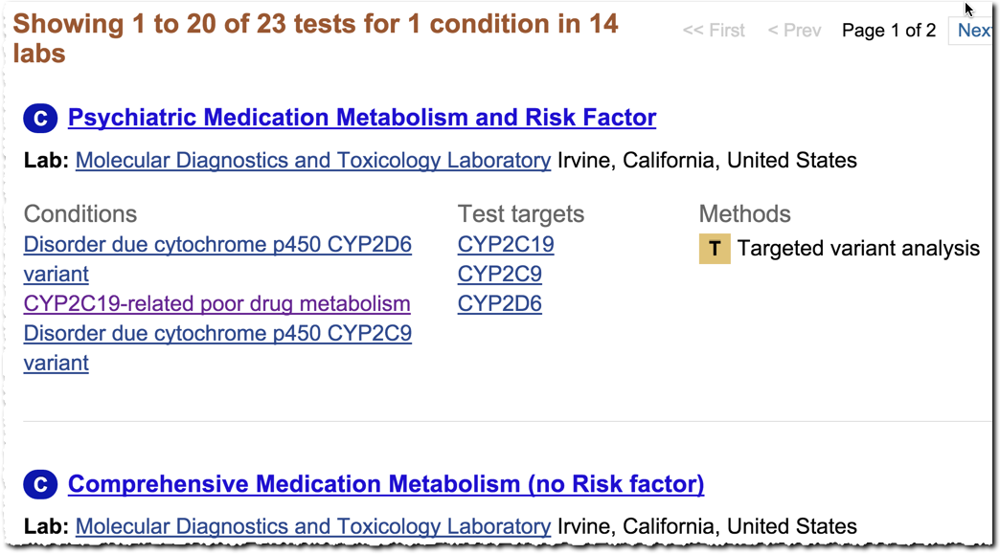 Showing 1 to 20 of 23 tests for 1 condition in 14
labs
<< First < Prev Page 1 of 2
C Psychiatric Medication Metabolism and Risk Factor
Lab: Molecular Diagnostics and Toxicology Laboratory Irvine, California, United States
Conditions
Disorder due cytochrome p450 CYP2D6
variant
CYP2C19-related poor drug metabolism
Disorder due cytochrome p450 CYP2C9
variant
Test targets
CYP2C19
CYP2C9
CYP2D6
Methods
T Targeted variant analysis
C Comprehensive Medication Metabolism (no Risk factor)
Lab: Molecular Diagnostics and Toxicology Laboratory Irvine, California, United States